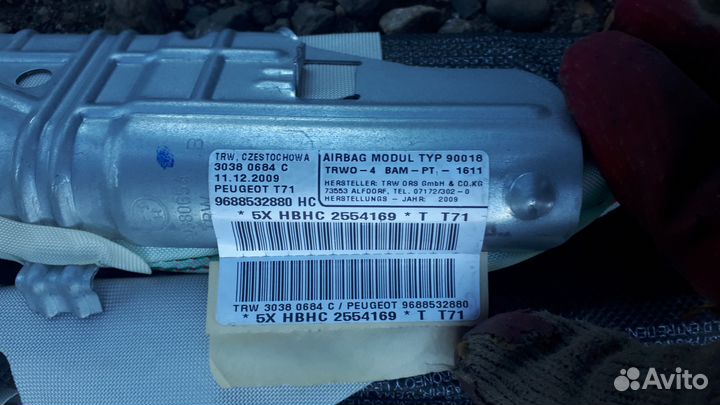 TRW, CZESTOCHOWA
3038 0684 C
11.12.2009
PEUGEOT T71
9688532880 HC
AIRBAG MODUL TYP 90018
TRWO-4 BAM-PT. - 1611
HERSTELLER: TRW ORS GmbH & CO.KG
73553 ALFDORF, TEL. 07172/302-0
HERSTELLUNGS - JAHR: 2009
* 5X HBHC 2554169 * T T71
TRW 3038 0684 C / PEUGEOT 9688532880
* 5X HBHC 2554169 * T T71
B
TRW
Avito